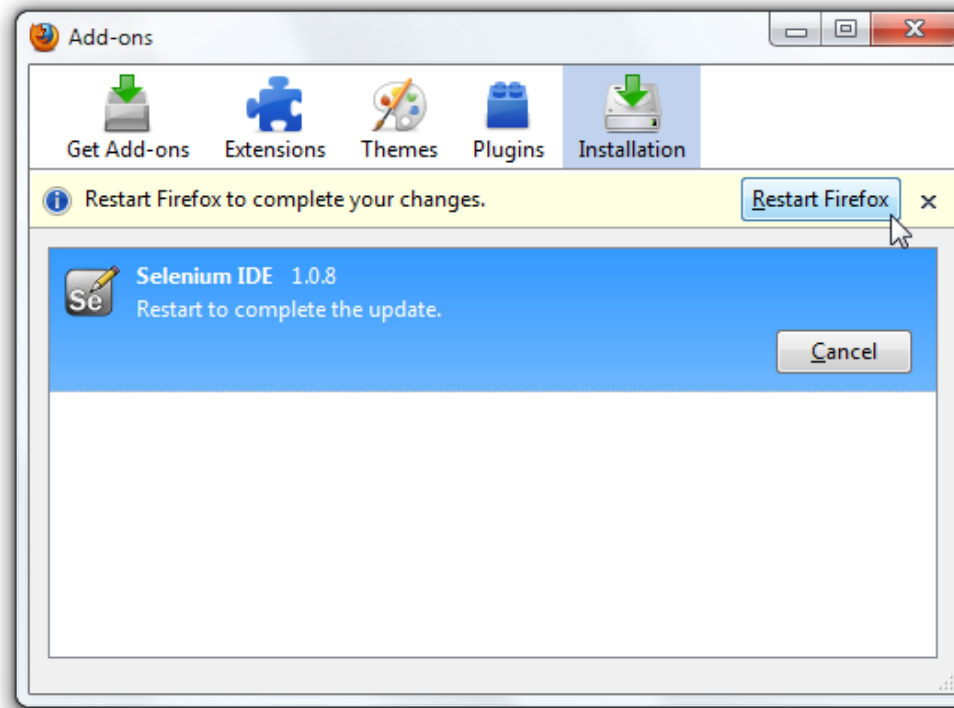 Add-ons
Get Add-ons Extensions Themes Plugins Installation
Restart Firefox to complete your changes. Restart Firefox
Selenium IDE 1.0.8
Se
Restart to complete the update.
Cancel